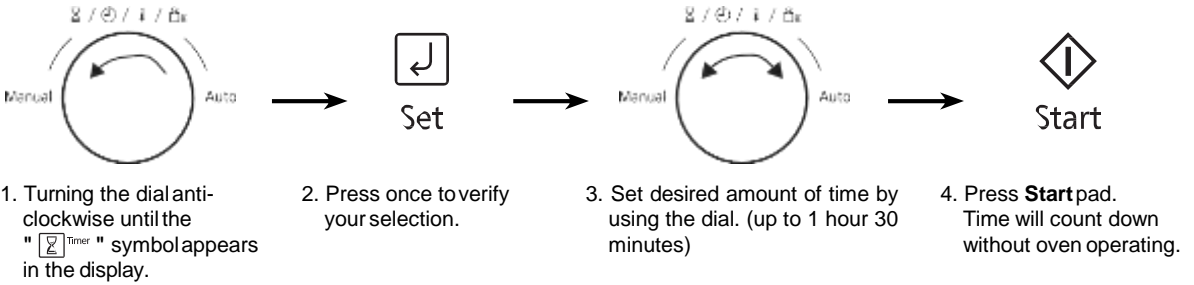 Manual
Auto
Set
Manual
Auto
Start
1. Turning the dial anti-
clockwise until the
" Timer " symbol appears
in the display.
2. Press once to verify
your selection.
3. Set desired amount of time by
using the dial. (up to 1 hour 30
minutes)
4. Press Start pad.
Time will count down
without oven operating.